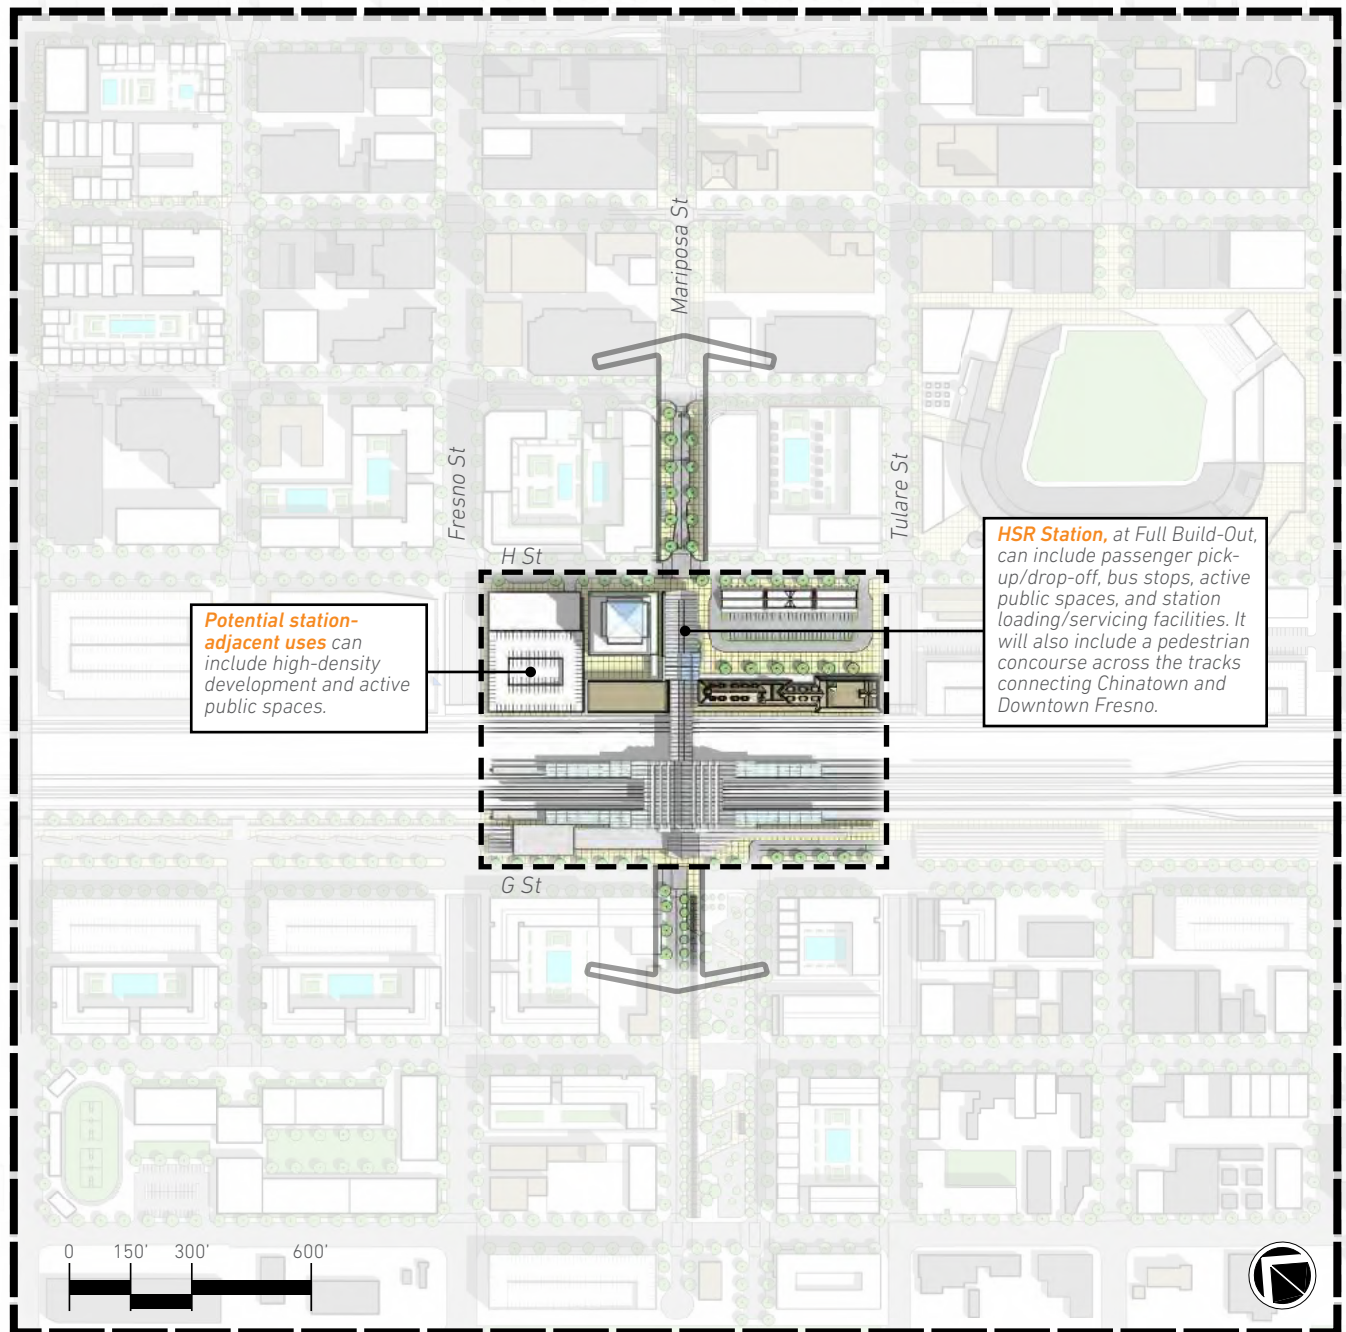 Mariposa St
Fresno St
Tulare St
H St
HSR Station, at Full Build-Out,
can include passenger pick-
up/drop-off, bus stops, active
public spaces, and station
loading/servicing facilities. It
will also include a pedestrian
concourse across the tracks
connecting Chinatown and
Downtown Fresno.
Potential station-
adjacent uses can
include high-density
development and active
public spaces.
G St
0 150' 300' 600'